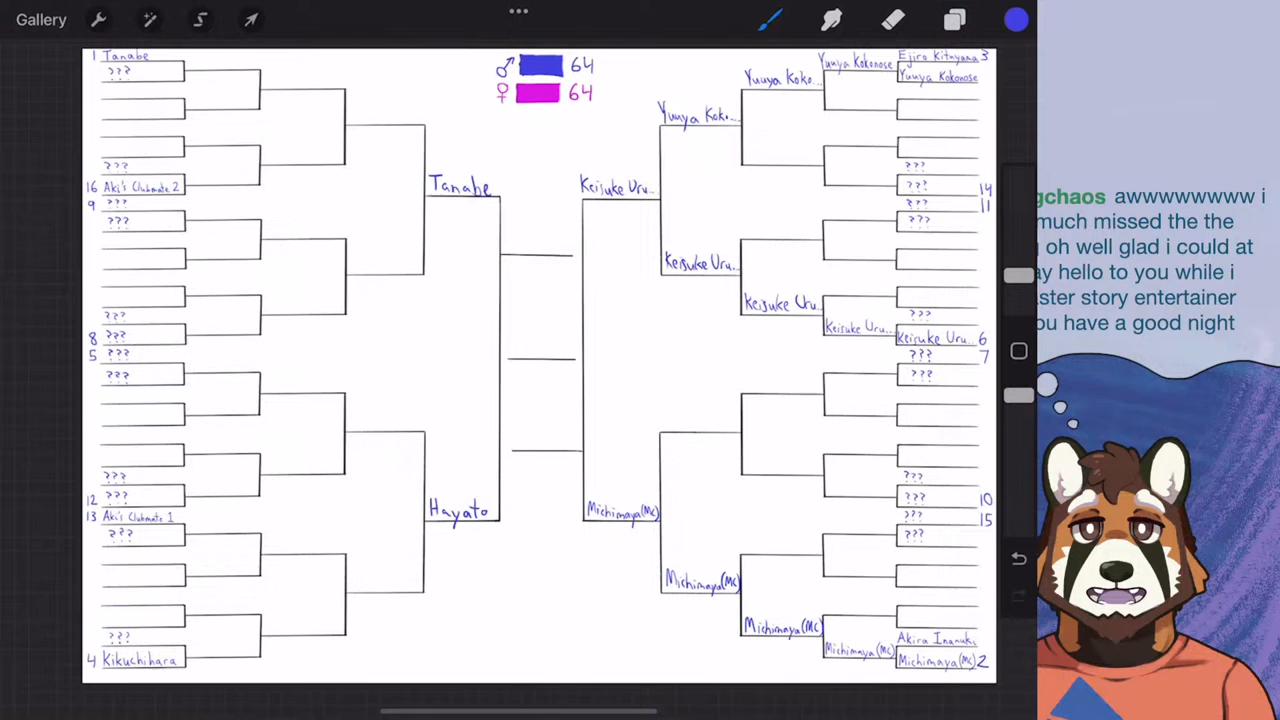 Gallery
1 Tanabe
???
???
16 Aki's Clubmate 2
9 ???
???
???
8 ???
5 ???
???
???
12 ???
13 Aki's Clubmate 1
???
???
4 Kikuchihara
Tanabe
Hayato
♂ 64
♀ 64
Keisuke Uru..
Michimaya(MC)
Yuuya Kok...
Keisuke Uru..
Michimaya(MC)
Yuuya Koko...
Keisuke Uru..
Michimaya(MC)
Yuuya Kokonose
Keisuke Uru..
Michimaya(MC)
Ejiro Kitayama 3
Yuuya Kokonose
???
??? 14
??? 11
???
???
Keisuke Uru... 6
??? 7
???
???
??? 10
??? 15
???
Akira Inanuki
Michimaya(MC) 2
gchaos awwwwwwww i
much missed the the
oh well glad i could at
ay hello to you while i
ster story entertainer
ou have a good night